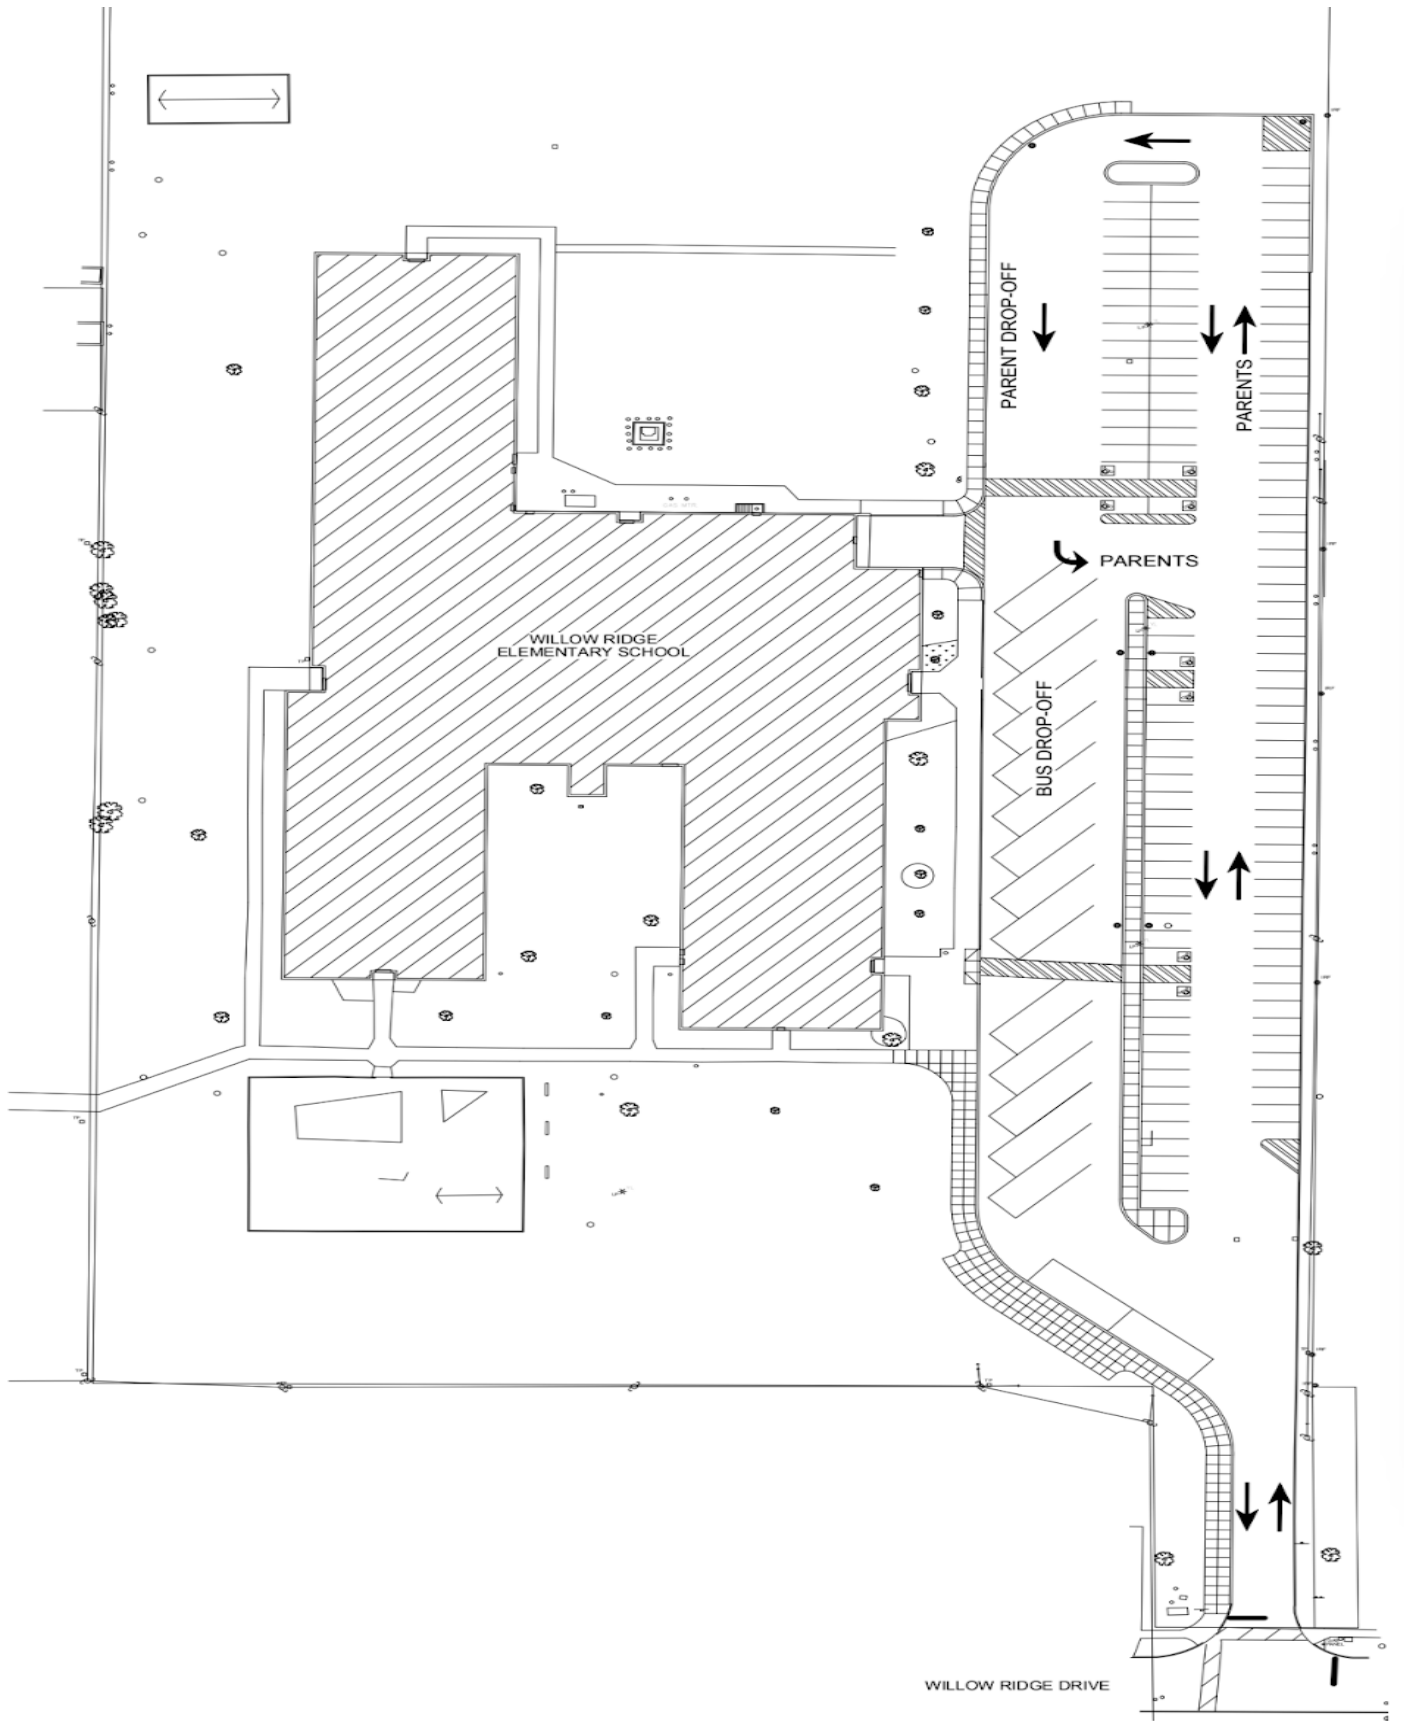 PARENT DROP-OFF
PARENTS
PARENTS
WILLOW RIDGE
ELEMENTARY SCHOOL
BUS DROP-OFF
WILLOW RIDGE DRIVE